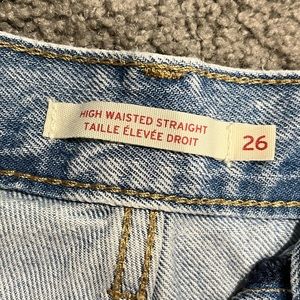 HIGH WAISTED STRAIGHT
TAILLE ÉLEVÉE DROIT
26